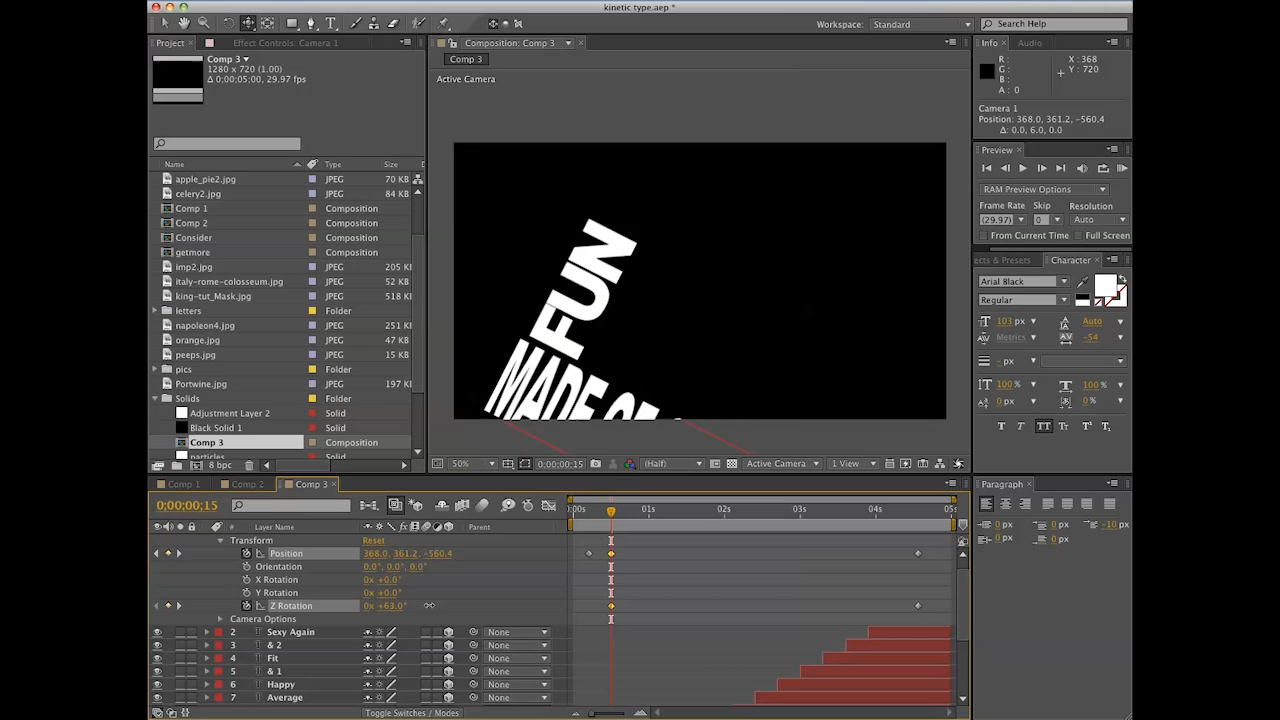 kinetic type.aep *
Workspace: Standard
Search Help
Project
Effect Controls: Camera 1
Composition: Comp 3
Info
Audio
Comp 3
1280 x 720 (1.00)
Δ 0;00;05;00, 29.97 fps
Comp 3
Active Camera
R :
G :
B :
A : 0
X : 368
Y : 720
Camera 1
Position: 368.0, 361.2, -560.4
Δ: 0.0, 6.0, 0.0
Preview
RAM Preview Options
Frame Rate Skip Resolution
(29.97) 0 Auto
From Current Time Full Screen
Name Type Size
apple_pie2.jpg JPEG 70 KB
celery2.jpg JPEG 84 KB
Comp 1 Composition
Comp 2 Composition
Consider Composition
getmore Composition
imp2.jpg JPEG 205 K
italy-rome-colosseum.jpg JPEG 52 KB
king-tut_Mask.jpg JPEG 518 K
letters Folder
napoleon4.jpg JPEG 251 K
orange.jpg JPEG 47 KB
peeps.jpg JPEG 15 KB
pics Folder
Portwine.jpg JPEG 197 K
Solids Folder
Adjustment Layer 2 Solid
Black Solid 1 Solid
Comp 3 Composition
particles Solid
8 bpc
FUN
MADE OF
ects & Presets
Character
Arial Black
Regular
103 px Auto
Metrics -54
- px
100 % 100 %
0 px 0 %
T T TT Tr T¹ T₁
50% 0;00;00;15 (Half) Active Camera 1 View
Comp 1 Comp 2 Comp 3
0;00;00;15
:00s 01s 02s 03s 04s 05s
# Layer Name Parent
Transform Reset
Position 368.0, 361.2, -560.4
Orientation 0.0°, 0.0°, 0.0°
X Rotation 0x +0.0°
Y Rotation 0x +0.0°
Z Rotation 0x +63.0°
Camera Options
2 Sexy Again None
3 & 2 None
4 Fit None
5 & 1 None
6 Happy None
7 Average None
Toggle Switches / Modes
Paragraph
0 px 0 px -10 px
0 px 0 px